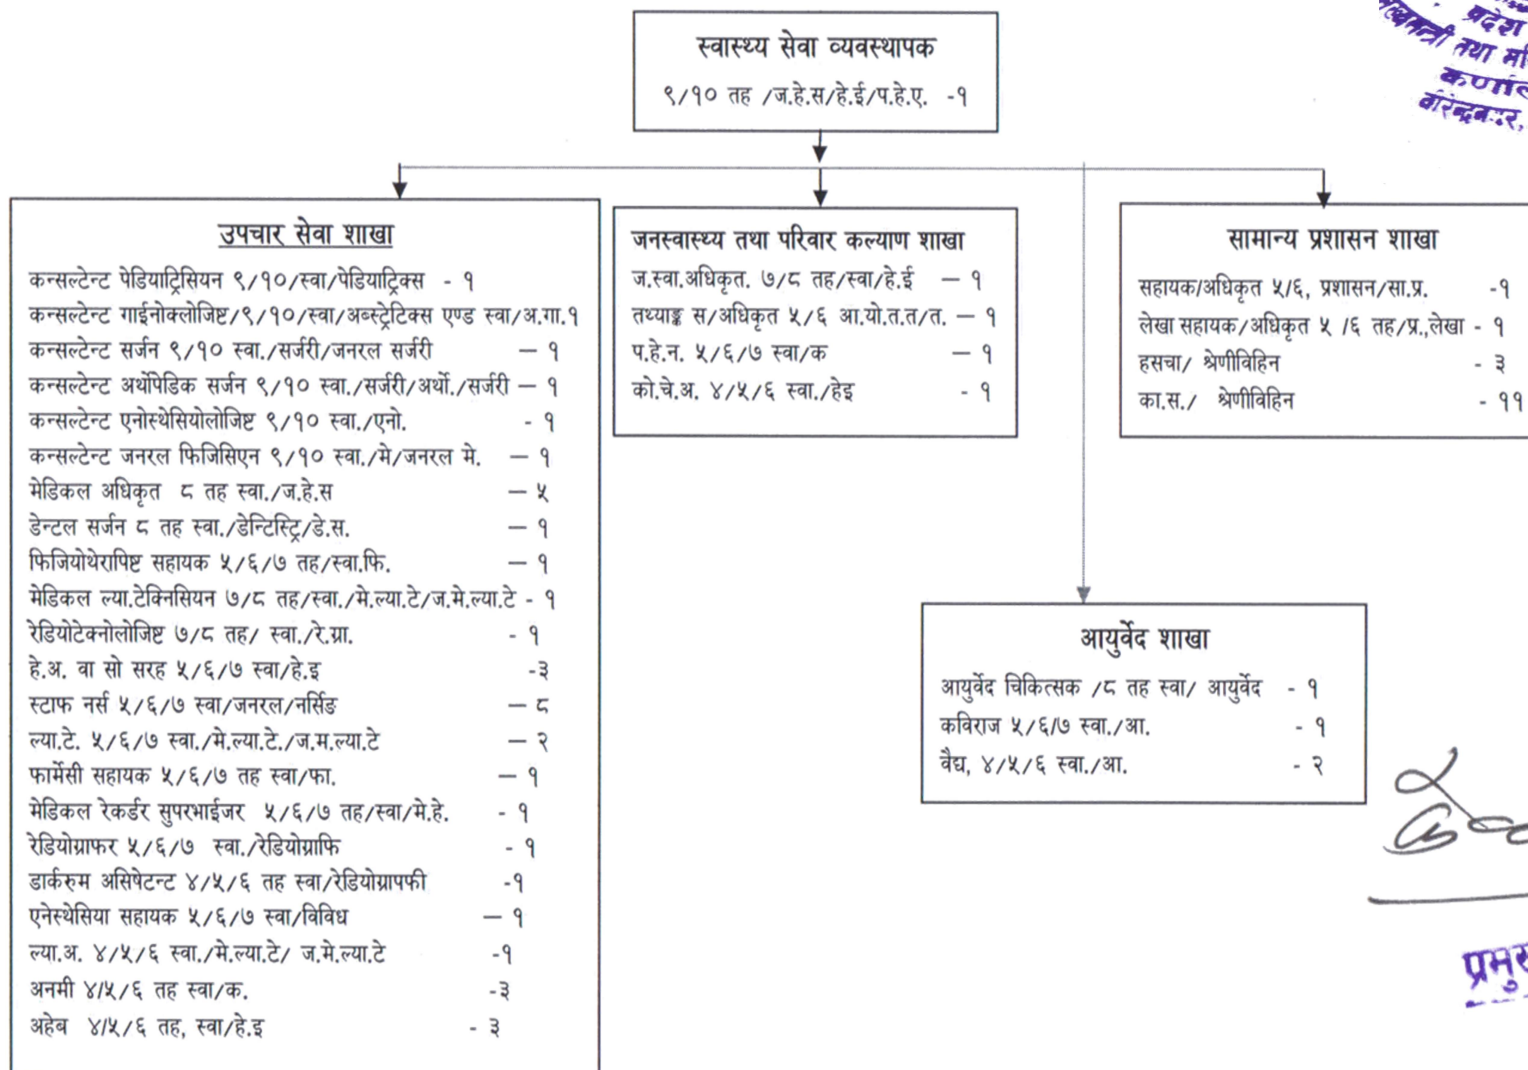 स्वास्थ्य सेवा व्यवस्थापक
९/१० तह /ज.हे.स/हे.ई/प.हे.ए. -१
प्रदेश
तथा
उपचार सेवा शाखा
कन्सल्टेन्ट पेडियाट्रिसियन ९/१०/स्वा/पेडियाट्रिक्स - १
कन्सल्टेन्ट गाईनोक्लोजिष्ट/९/१०/स्वा/अब्स्ट्रेटिक्स एण्ड स्वा/अ.गा.१
कन्सल्टेन्ट सर्जन ९/१० स्वा./सर्जरी/जनरल सर्जरी – १
कन्सल्टेन्ट अर्थोपेडिक सर्जन ९/१० स्वा./सर्जरी/अर्थो./सर्जरी – १
कन्सल्टेन्ट एनोस्थेसियोलोजिष्ट ९/१० स्वा./एनो. - १
कन्सल्टेन्ट जनरल फिजिसिएन ९/१० स्वा./मे/जनरल मे. – १
मेडिकल अधिकृत ८ तह स्वा./ज.हे.स – ५
डेन्टल सर्जन ८ तह स्वा./डेन्टिस्ट्रि/डे.स. – १
फिजियोथेरापिष्ट सहायक ५/६/७ तह/स्वा.फि. – १
मेडिकल ल्या.टेक्निसियन ७/८ तह/स्वा./मे.ल्या.टे/ज.मे.ल्या.टे - १
रेडियोटेक्नोलोजिष्ट ७/८ तह/ स्वा./रे.ग्रा. - १
हे.अ. वा सो सरह ५/६/७ स्वा/हे.इ -३
स्टाफ नर्स ५/६/७ स्वा/जनरल/नर्सिङ – ८
ल्या.टे. ५/६/७ स्वा./मे.ल्या.टे./ज.म.ल्या.टे – २
फार्मेसी सहायक ५/६/७ तह स्वा/फा. – १
मेडिकल रेकर्डर सुपरभाईजर ५/६/७ तह/स्वा/मे.हे. - १
रेडियोग्राफर ५/६/७ स्वा./रेडियोग्राफि - १
डार्करुम असिषेटन्ट ४/५/६ तह स्वा/रेडियोग्रापफी -१
एनेस्थेसिया सहायक ५/६/७ स्वा/विविध – १
ल्या.अ. ४/५/६ स्वा./मे.ल्या.टे/ ज.मे.ल्या.टे -१
अनमी ४/५/६ तह स्वा/क. -३
अहेब ४/५/६ तह, स्वा/हे.इ - ३
जनस्वास्थ्य तथा परिवार कल्याण शाखा
ज.स्वा.अधिकृत. ७/८ तह/स्वा/हे.ई – १
तथ्याङ्क स/अधिकृत ५/६ आ.यो.त.त/त. – १
प.हे.न. ५/६/७ स्वा/क – १
को.चे.अ. ४/५/६ स्वा./हेइ - १
सामान्य प्रशासन शाखा
सहायक/अधिकृत ५/६, प्रशासन/सा.प्र. -१
लेखा सहायक/अधिकृत ५ /६ तह/प्र.,लेखा - १
हसचा/ श्रेणीविहिन - ३
का.स./ श्रेणीविहिन - ११
आयुर्वेद शाखा
आयुर्वेद चिकित्सक /८ तह स्वा/ आयुर्वेद - १
कविराज ५/६/७ स्वा./आ. - १
वैद्य, ४/५/६ स्वा./आ. - २